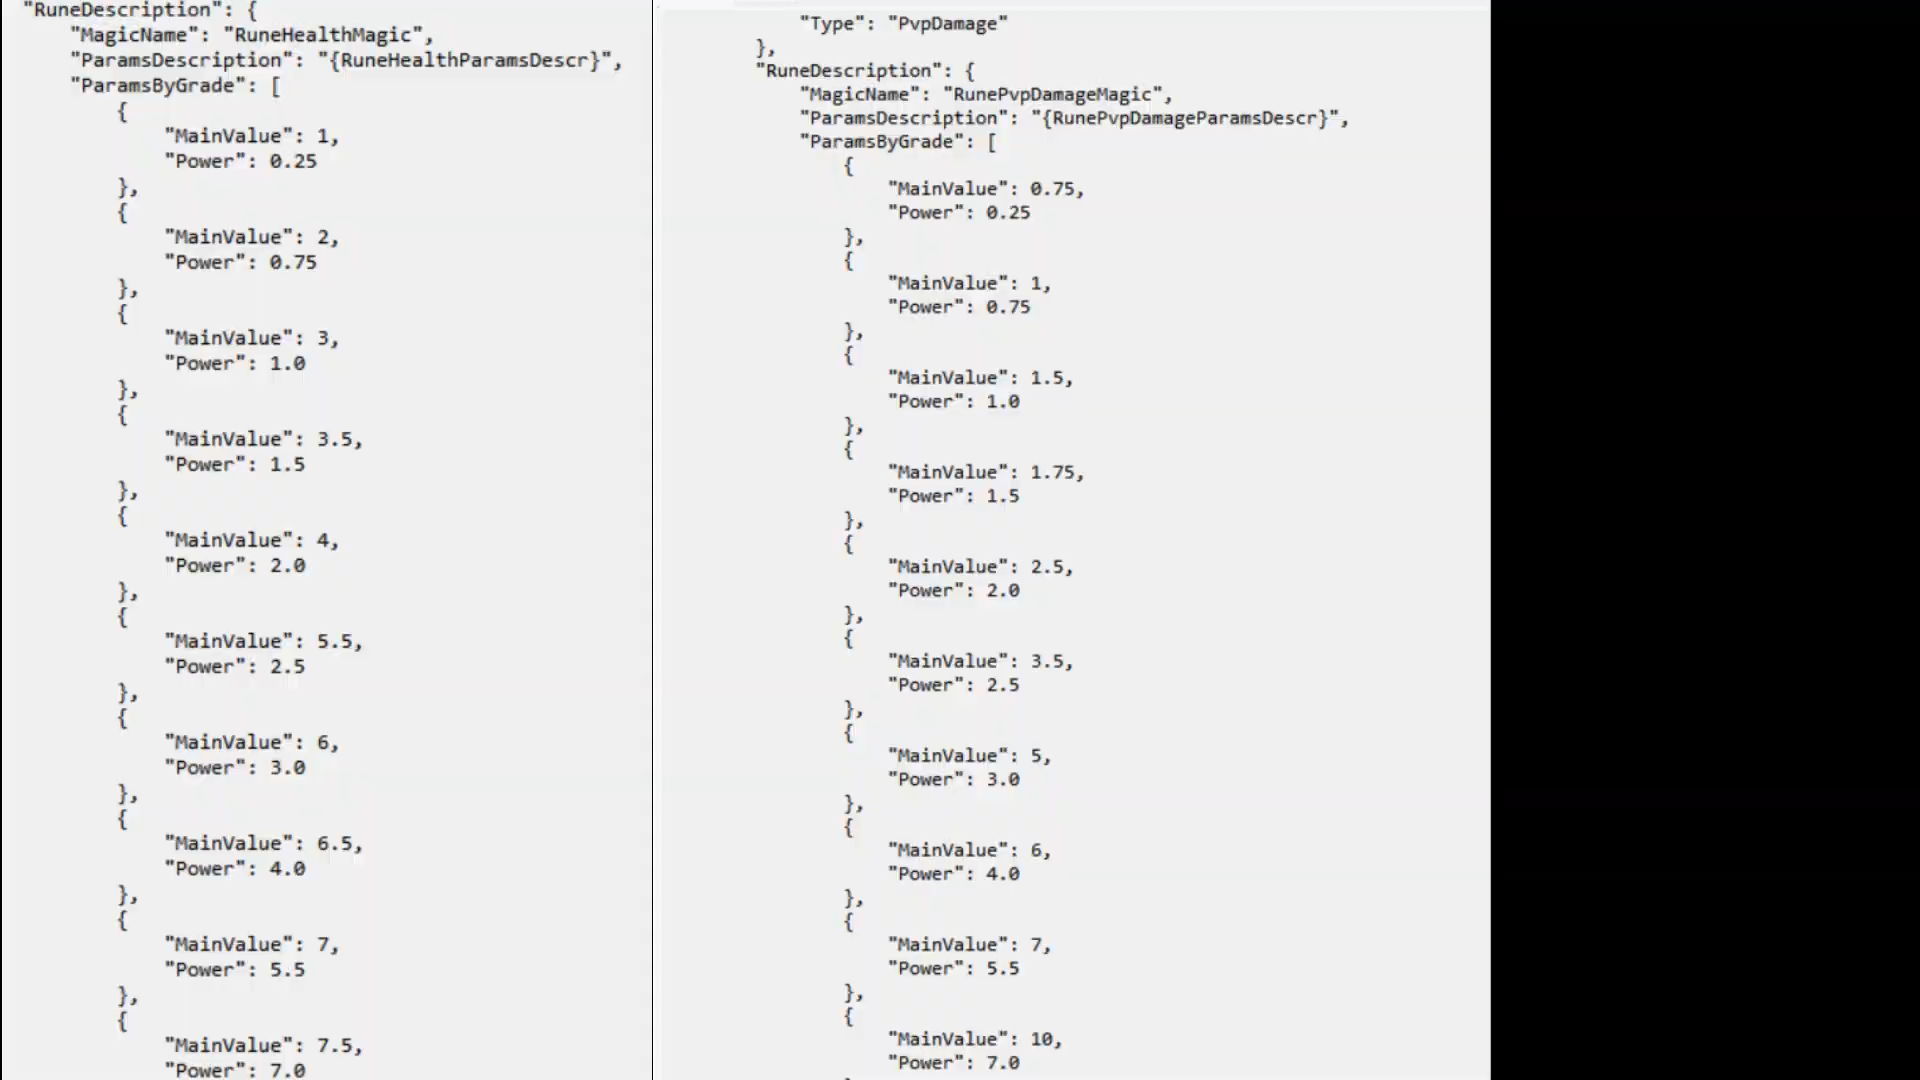 "RuneDescription": {
"MagicName": "RuneHealthMagic",
"ParamsDescription": "{RuneHealthParamsDescr}",
"ParamsByGrade": [
{
"MainValue": 1,
"Power": 0.25
},
{
"MainValue": 2,
"Power": 0.75
},
{
"MainValue": 3,
"Power": 1.0
},
{
"MainValue": 3.5,
"Power": 1.5
},
{
"MainValue": 4,
"Power": 2.0
},
{
"MainValue": 5.5,
"Power": 2.5
},
{
"MainValue": 6,
"Power": 3.0
},
{
"MainValue": 6.5,
"Power": 4.0
},
{
"MainValue": 7,
"Power": 5.5
},
{
"MainValue": 7.5,
"Power": 7.0
"Type": "PvpDamage"
},
"RuneDescription": {
"MagicName": "RunePvpDamageMagic",
"ParamsDescription": "{RunePvpDamageParamsDescr}",
"ParamsByGrade": [
{
"MainValue": 0.75,
"Power": 0.25
},
{
"MainValue": 1,
"Power": 0.75
},
{
"MainValue": 1.5,
"Power": 1.0
},
{
"MainValue": 1.75,
"Power": 1.5
},
{
"MainValue": 2.5,
"Power": 2.0
},
{
"MainValue": 3.5,
"Power": 2.5
},
{
"MainValue": 5,
"Power": 3.0
},
{
"MainValue": 6,
"Power": 4.0
},
{
"MainValue": 7,
"Power": 5.5
},
{
"MainValue": 10,
"Power": 7.0